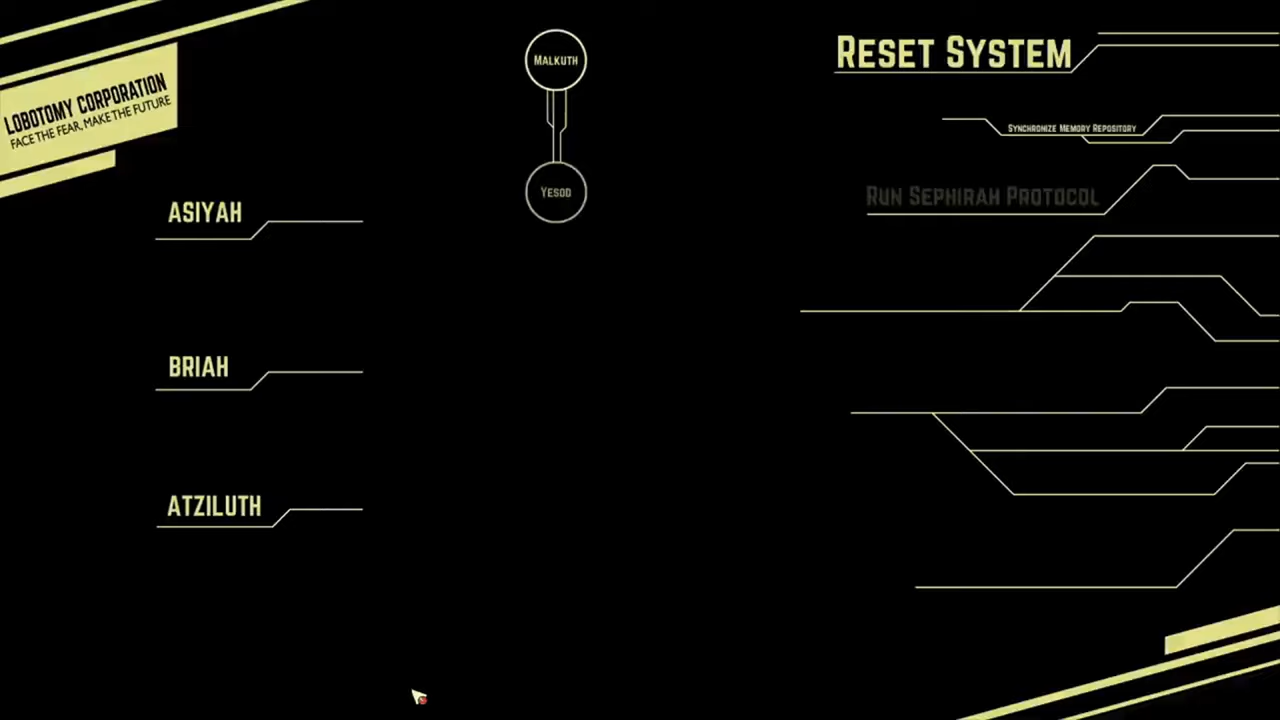 LOBOTOMY CORPORATION
FACE THE FEAR, MAKE THE FUTURE
MALKUTH
YESOD
RESET SYSTEM
SYNCHRONIZE MEMORY REPOSITORY
RUN SEPHIRAH PROTOCOL
ASIYAH
BRIAH
ATZILUTH